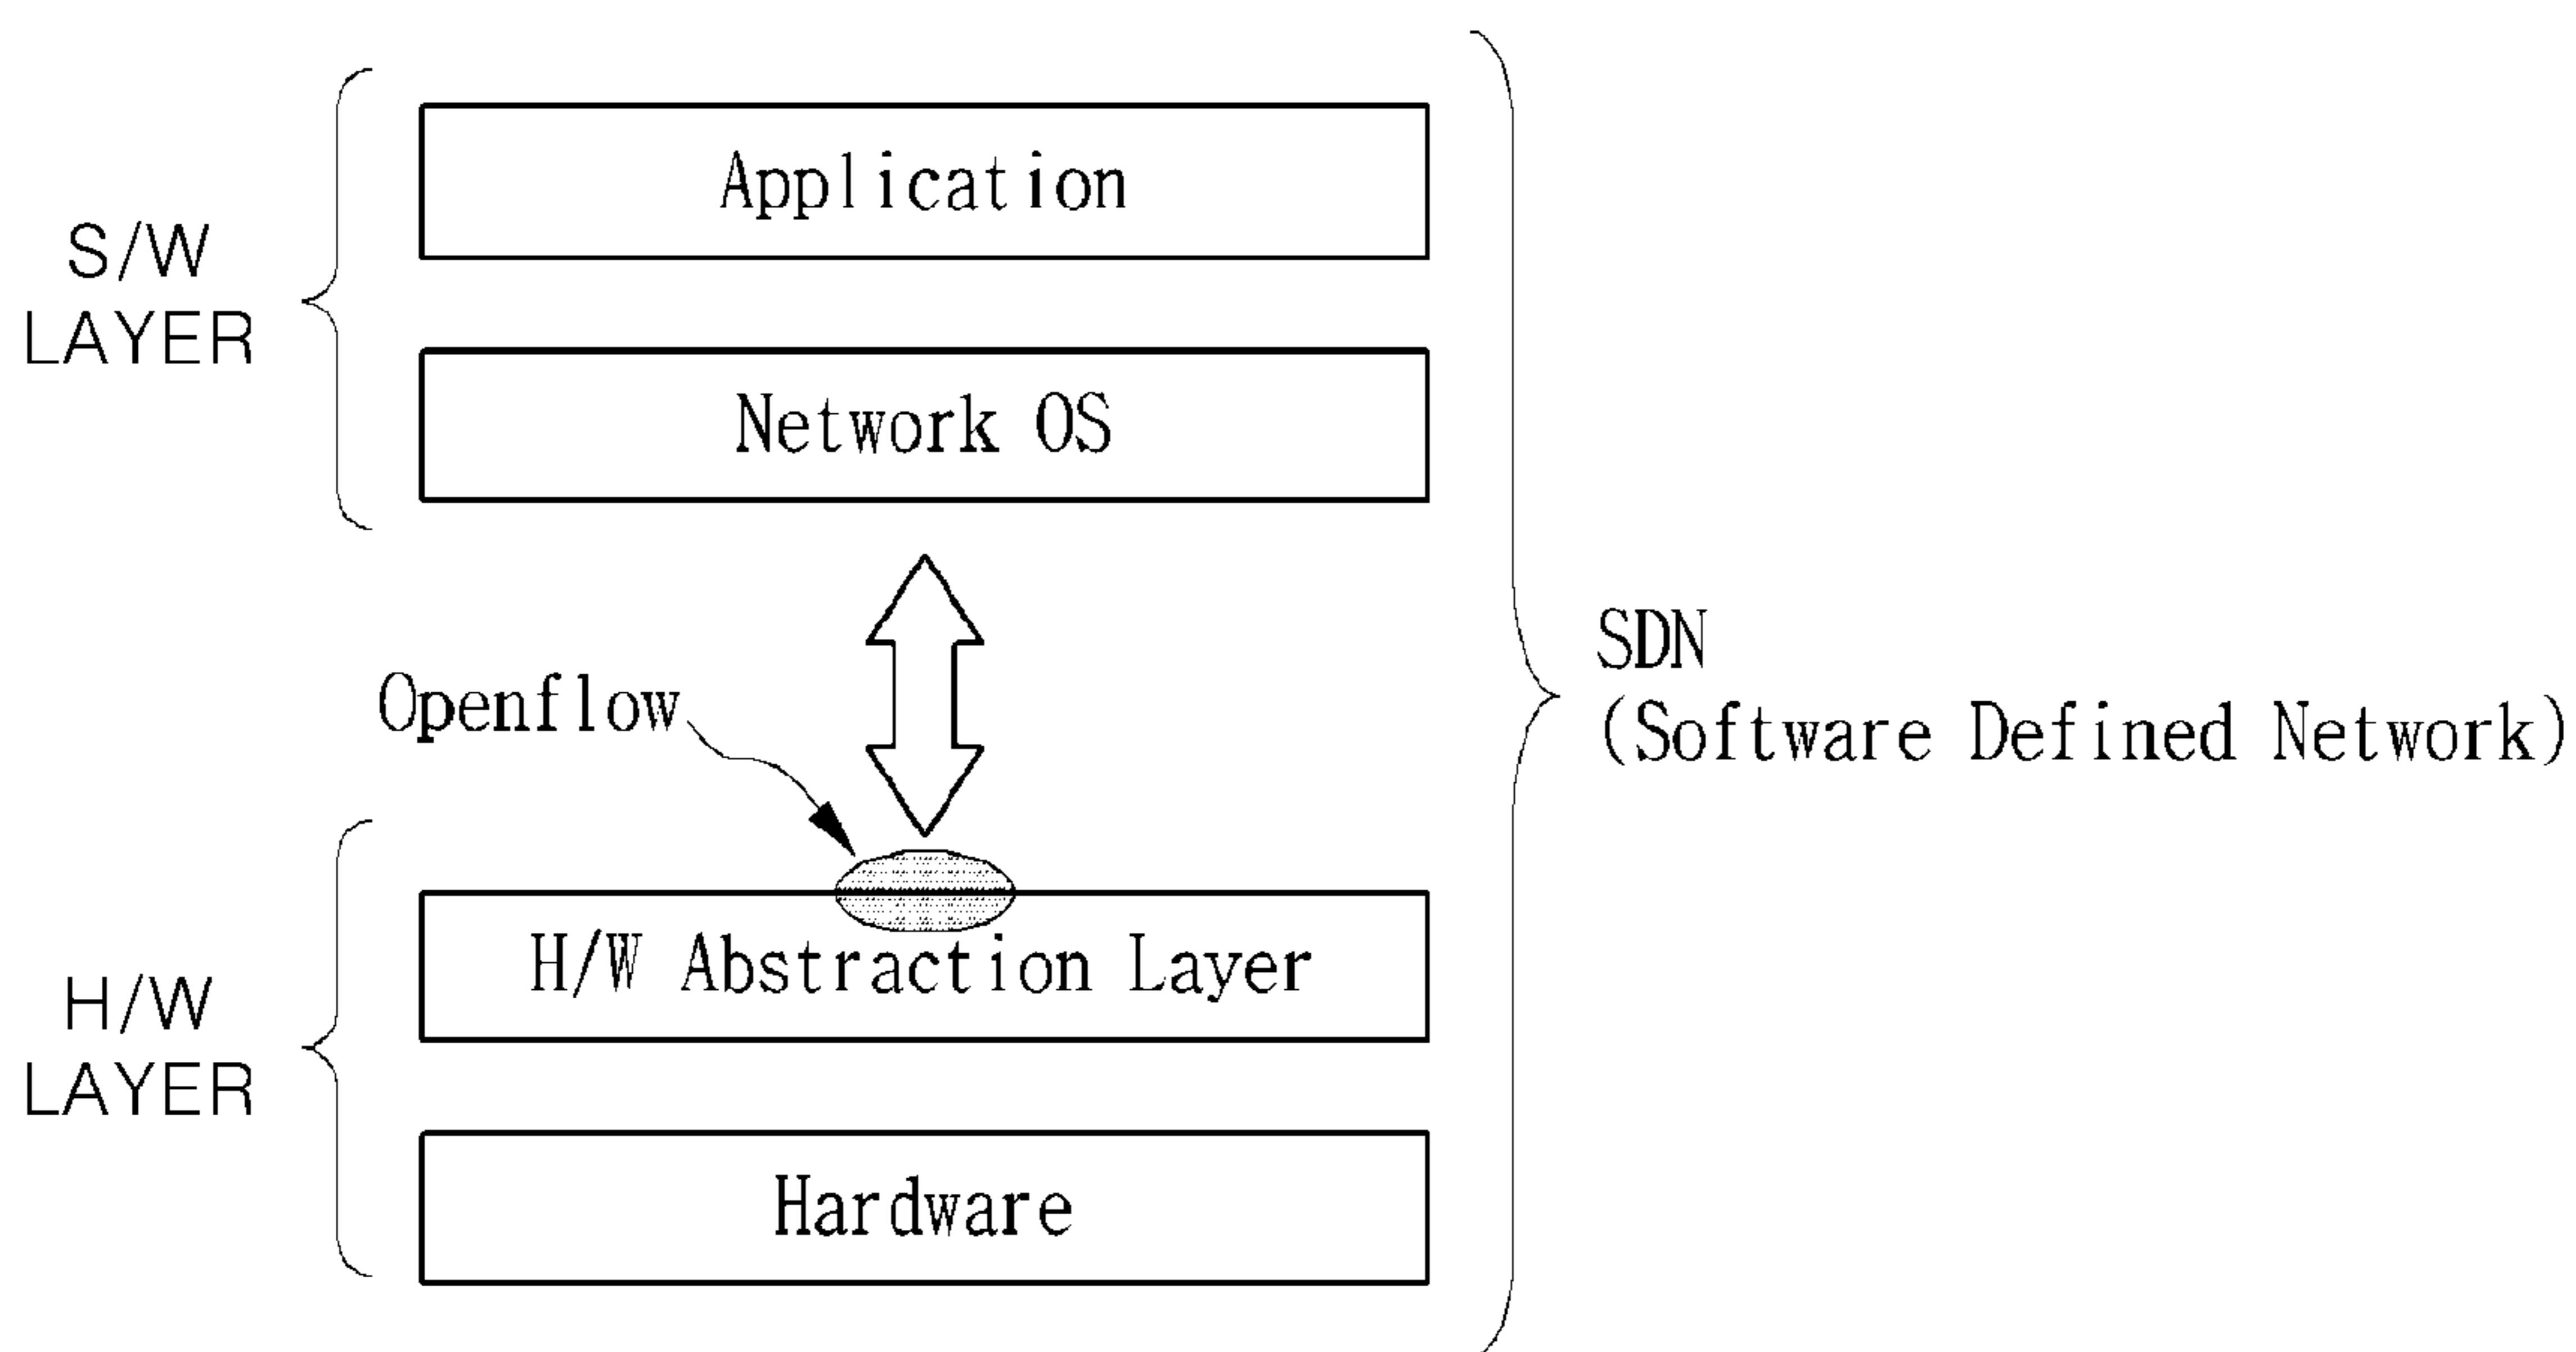 Application
S/W
LAYER
Network OS
Openflow
SDN
(Software Defined Network)
H/W Abstraction Layer
H/W
LAYER
Hardware